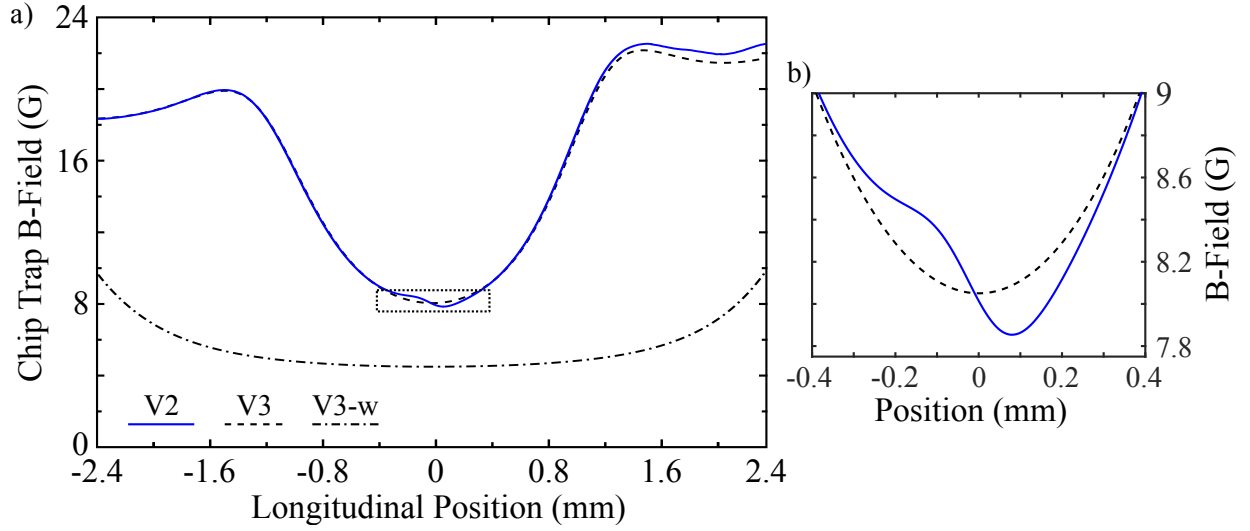 a)
24
16
8
0
Chip Trap B-Field (G)
V2 V3 V3-w
-2.4 -1.6 -0.8 0 0.8 1.6 2.4
Longitudinal Position (mm)
b)
9
8.6
8.2
7.8
B-Field (G)
-0.4 -0.2 0 0.2 0.4
Position (mm)